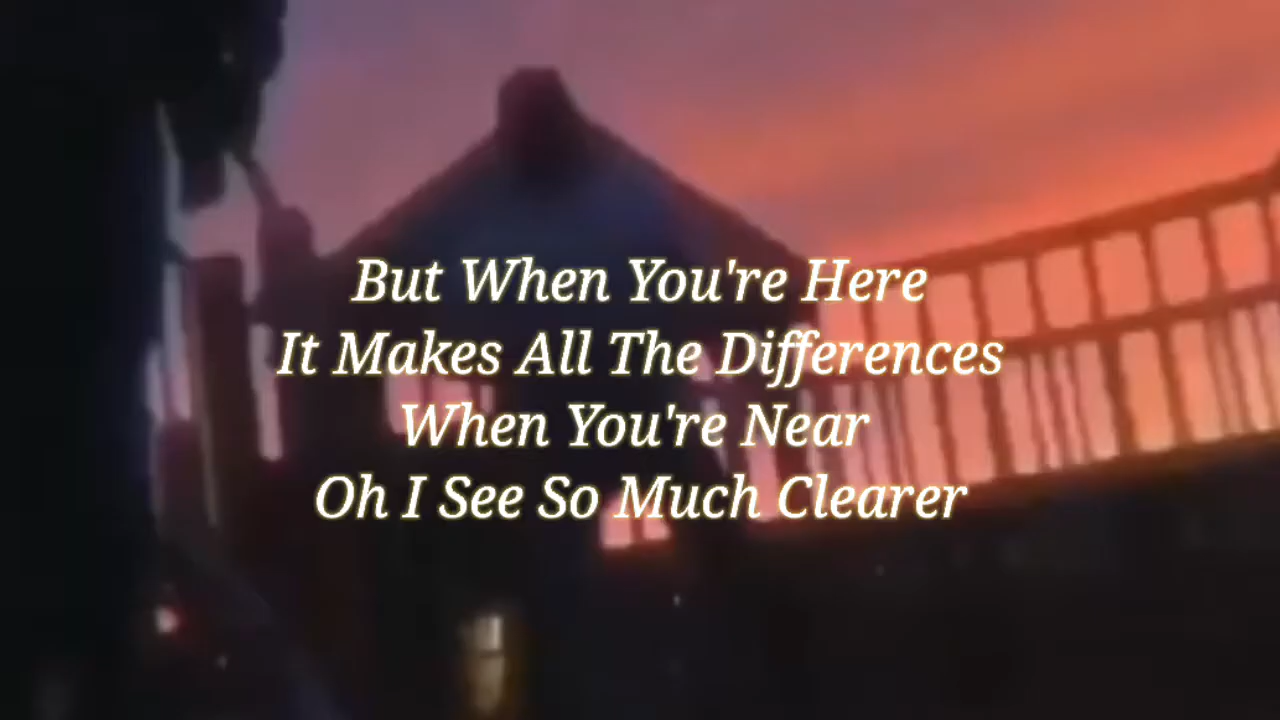 But When You're Here
It Makes All The Differences
When You're Near
Oh I See So Much Clearer